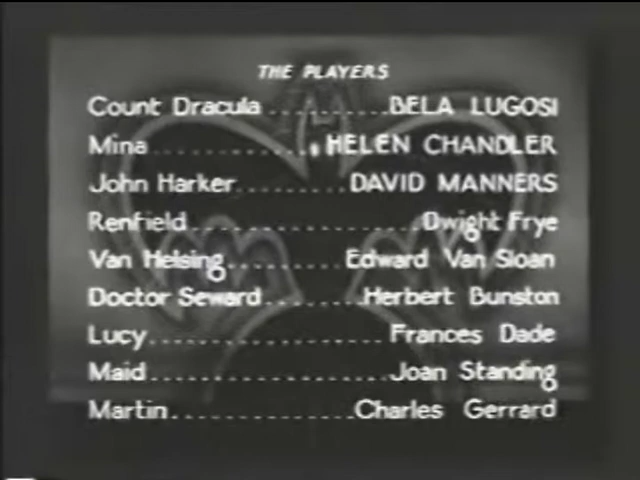 THE PLAYERS
Count Dracula.............BELA LUGOSI
Mina..................HELEN CHANDLER
John Harker..........DAVID MANNERS
Renfield.....................Dwight Frye
Van Helsing..........Edward Van Sloan
Doctor Seward.........Herbert Bunston
Lucy......................Frances Dade
Maid......................Joan Standing
Martin.................Charles Gerrard